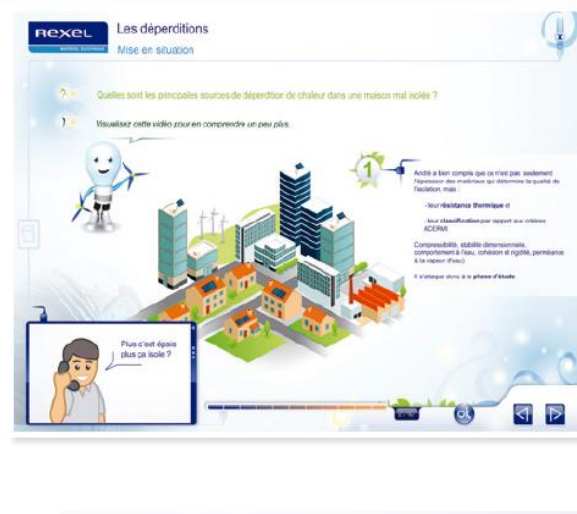 REXEL
Les déperditions
Mise en situation
Quelles sont les principales sources de déperdition de chaleur dans une maison mal isolée ?
Visualisez cette vidéo pour en comprendre un peu plus.
1
André a bien compris que ce n'est pas seulement
l'épaisseur des matériaux qui détermine la qualité de
l'isolation, mais :
- leur résistance thermique et
- leur classification par rapport aux critères
ACERMI
Compressibilité, stabilité dimensionnelle,
comportement à l'eau, cohésion et rigidité, perméance
à la vapeur d'eau).
Il s'attaque donc à la phase d'étude.
Plus c'est épais
plus ça isole ?
ok